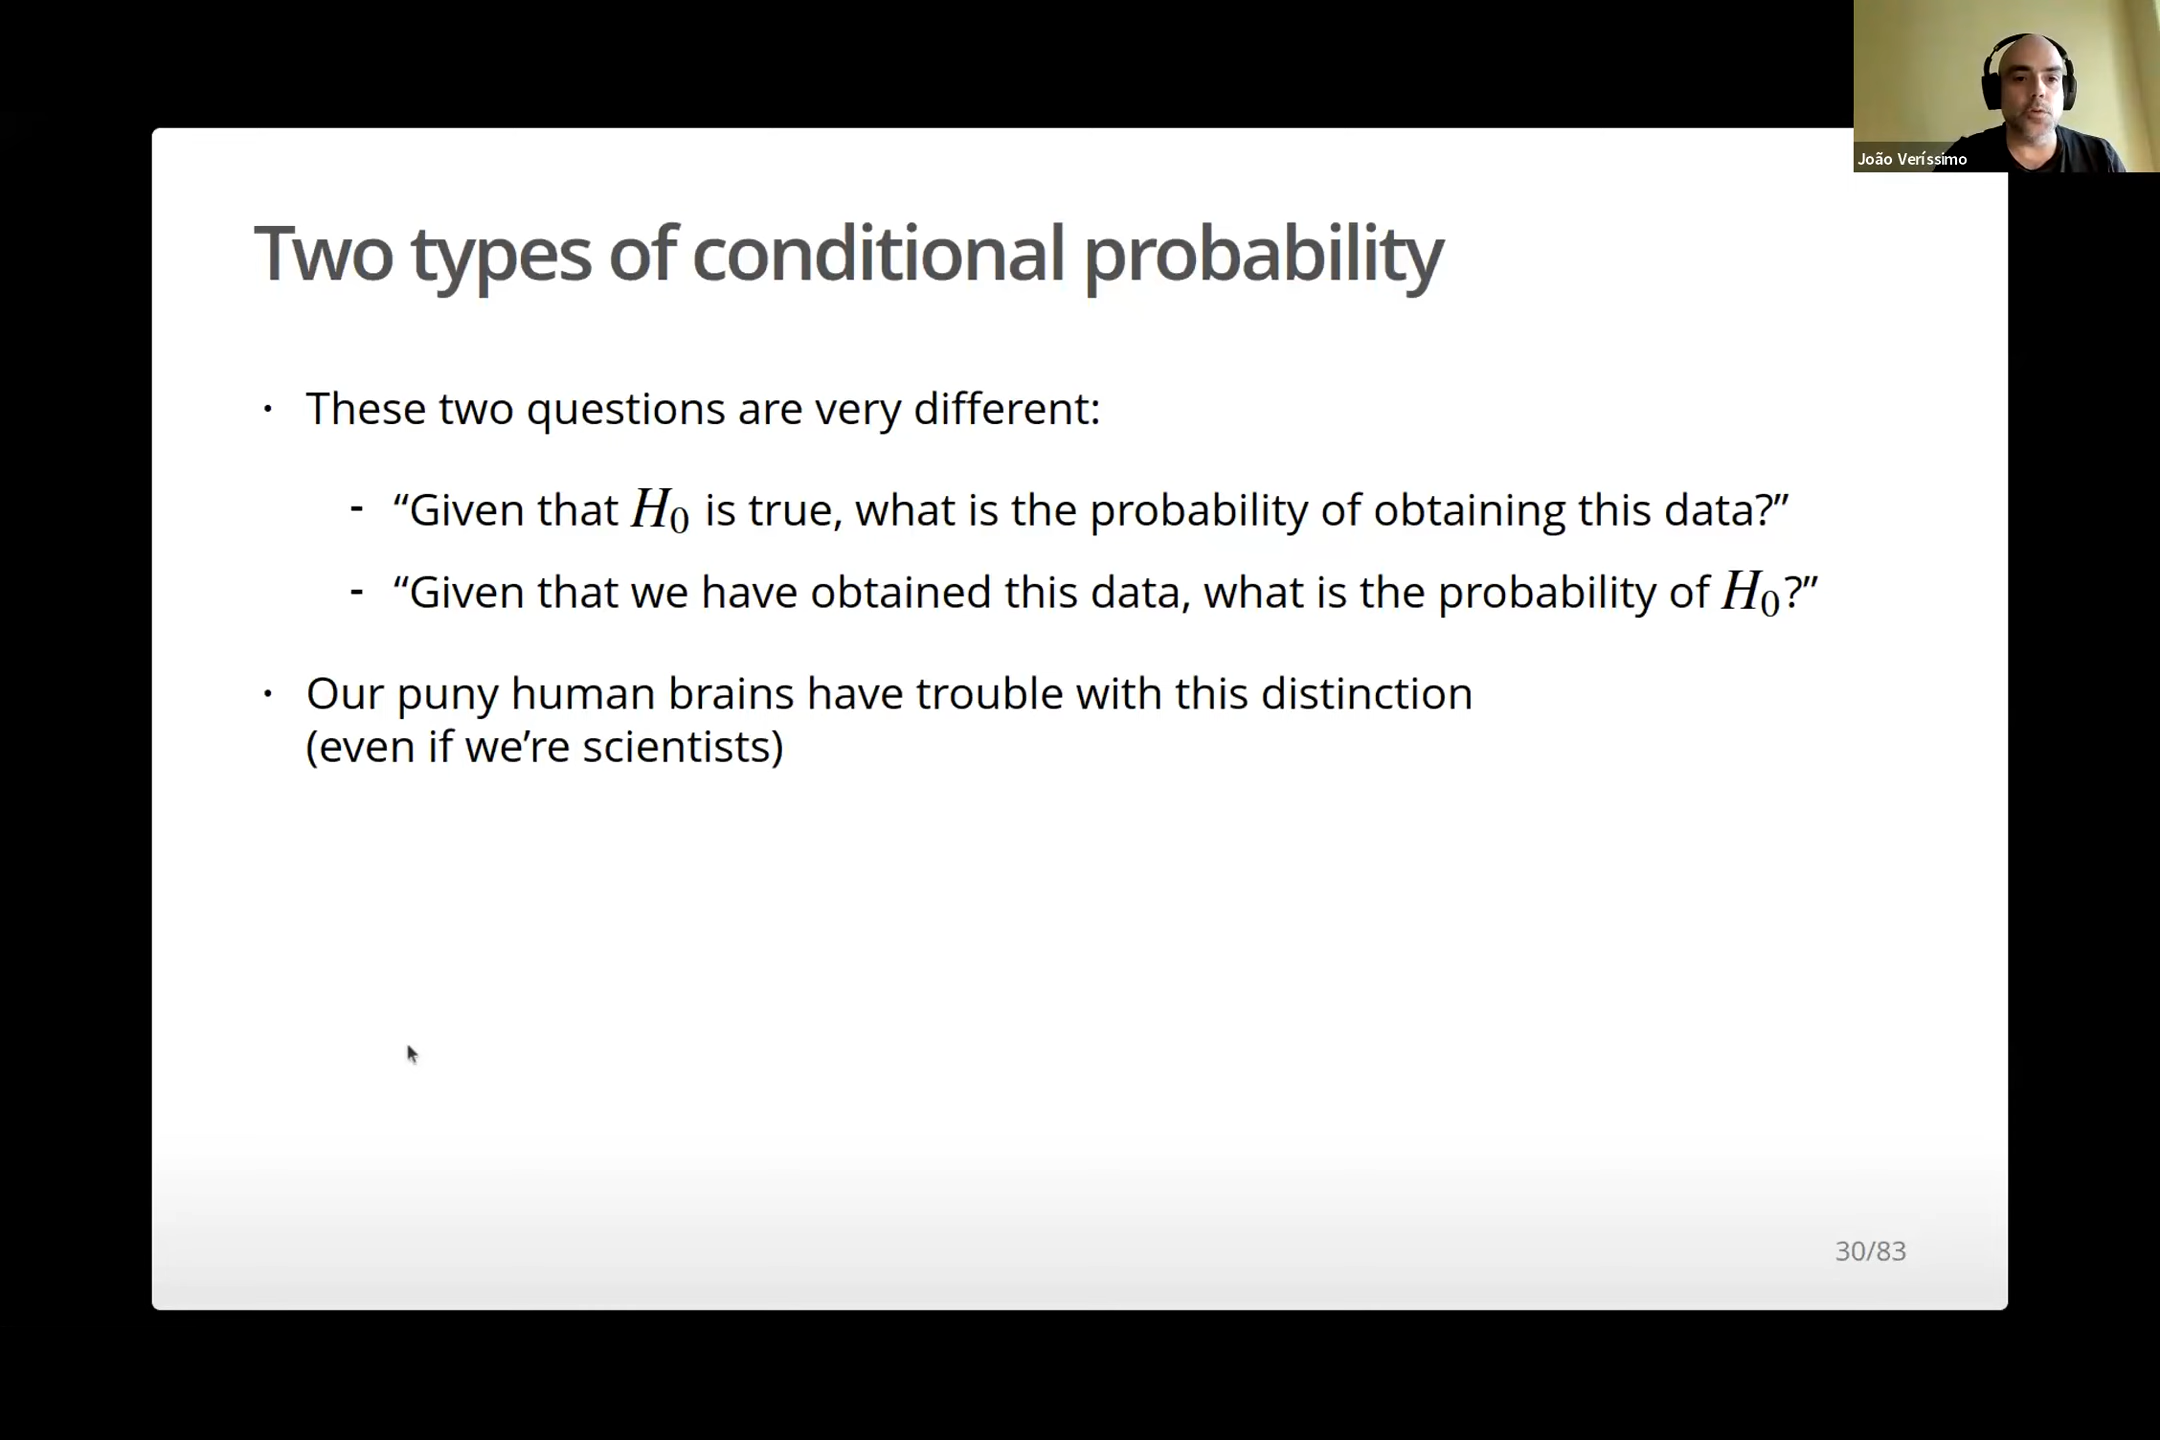 João Veríssimo
Two types of conditional probability
· These two questions are very different:
- “Given that H₀ is true, what is the probability of obtaining this data?”
- “Given that we have obtained this data, what is the probability of H₀?”
· Our puny human brains have trouble with this distinction
(even if we’re scientists)
30/83